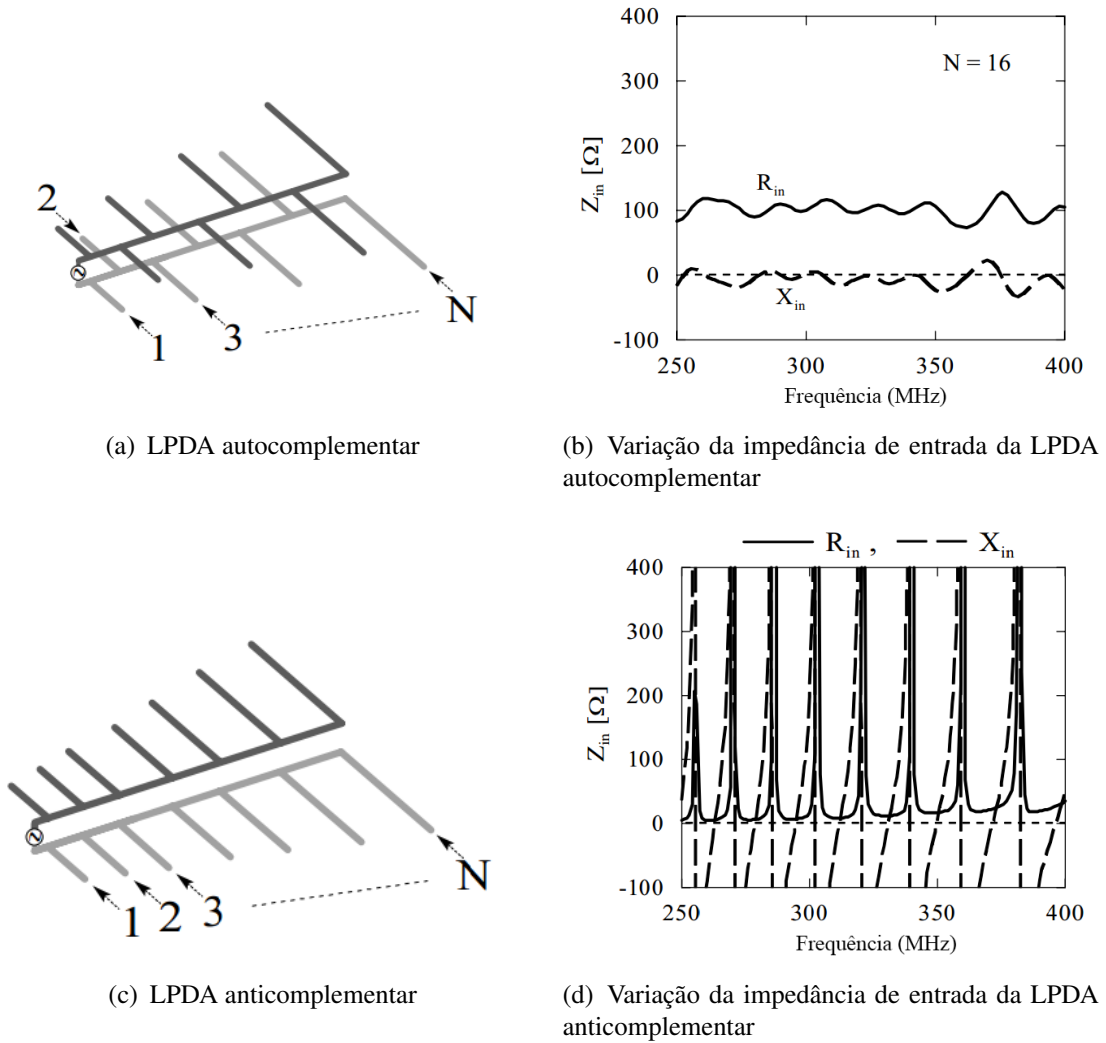 2
1
3
N
400
300
200
100
0
-100
Z_in [Ω]
N = 16
R_in
X_in
250
300
350
400
Frequência (MHz)
(a) LPDA autocomplementar
(b) Variação da impedância de entrada da LPDA
autocomplementar
1
2
3
N
R_in , X_in
400
300
200
100
0
-100
Z_in [Ω]
250
300
350
400
Frequência (MHz)
(c) LPDA anticomplementar
(d) Variação da impedância de entrada da LPDA
anticomplementar